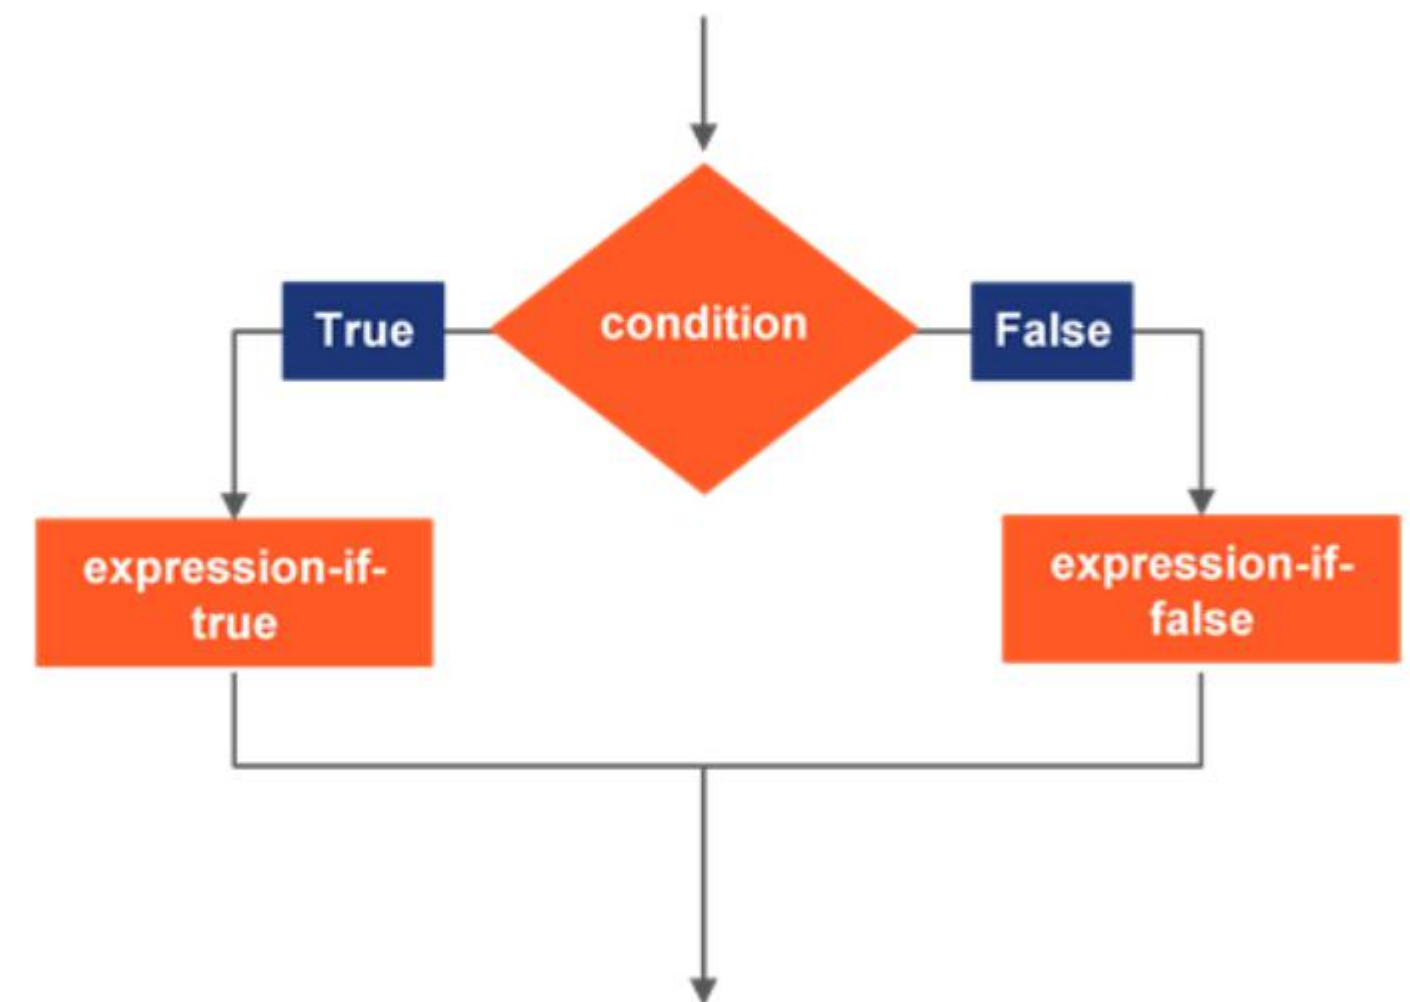 condition
True
False
expression-if-
true
expression-if-
false